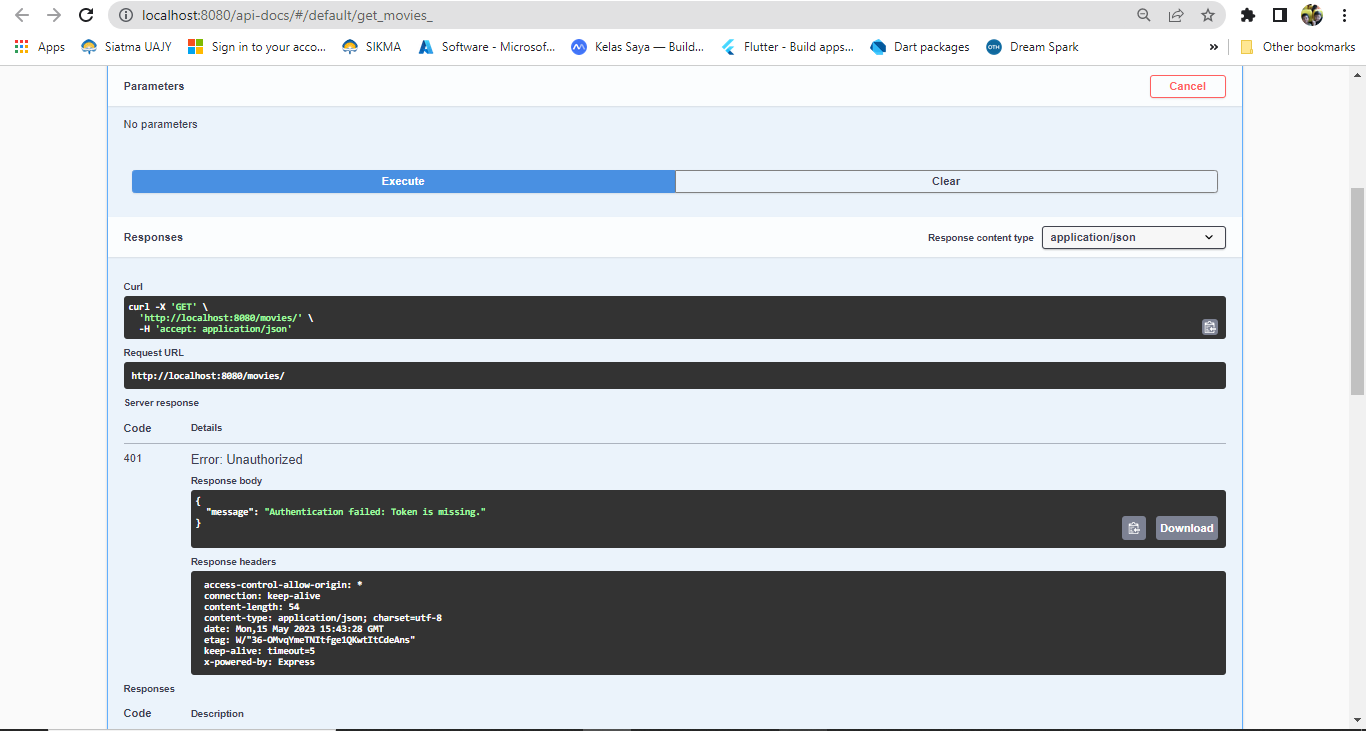 localhost:8080/api-docs/#/default/get_movies_
Apps
Siatma UAJY
Sign in to your acco...
SIKMA
Software - Microsof...
Kelas Saya — Build...
Flutter - Build apps...
Dart packages
OTH
Dream Spark
»
Other bookmarks
Parameters
Cancel
No parameters
Execute
Clear
Responses
Response content type
application/json
Curl
curl -X 'GET' \
'http://localhost:8080/movies/' \
-H 'accept: application/json'
Request URL
http://localhost:8080/movies/
Server response
Code
Details
401
Error: Unauthorized
Response body
{
"message": "Authentication failed: Token is missing."
}
Download
Response headers
access-control-allow-origin: *
connection: keep-alive
content-length: 54
content-type: application/json; charset=utf-8
date: Mon,15 May 2023 15:43:28 GMT
etag: W/"36-OMvqYmeTNItfge1QKwtItCdeAns"
keep-alive: timeout=5
x-powered-by: Express
Responses
Code
Description